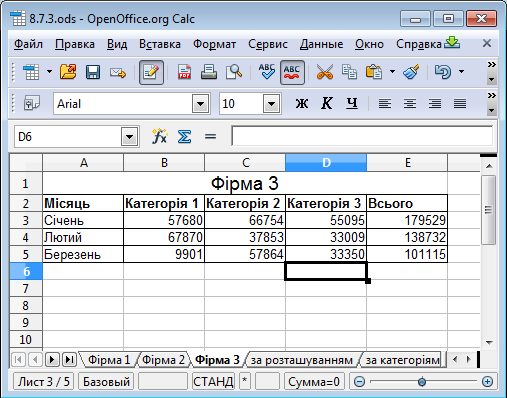 8.7.3.ods - OpenOffice.org Calc
Файл Правка Вид Вставка Формат Сервис Данные Окно Справка
ABC ABC
Arial 10 Ж К Ч
D6
A B C D E
1 Фірма 3
2 Місяць Категорія 1 Категорія 2 Категорія 3 Всього
3 Січень 57680 66754 55095 179529
4 Лютий 67870 37853 33009 138732
5 Березень 9901 57864 33350 101115
6
7
8
9
10
Фірма 1 Фірма 2 Фірма 3 за розташуванням за категоріям
Лист 3 / 5 Базовый СТАНД * Сумма=0